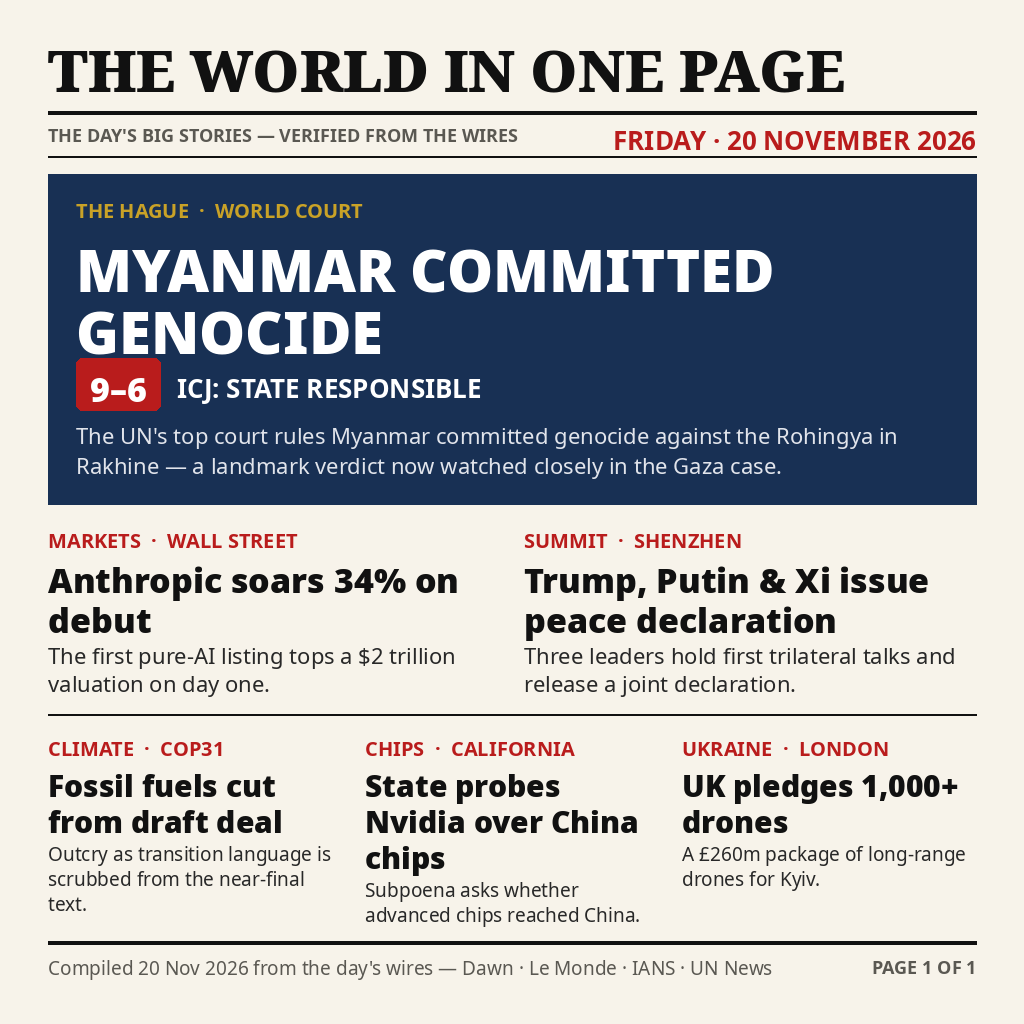 THE WORLD IN ONE PAGE
THE DAY'S BIG STORIES — VERIFIED FROM THE WIRES
FRIDAY · 20 NOVEMBER 2026
THE HAGUE · WORLD COURT
MYANMAR COMMITTED
GENOCIDE
9–6 ICJ: STATE RESPONSIBLE
The UN's top court rules Myanmar committed genocide against the Rohingya in
Rakhine — a landmark verdict now watched closely in the Gaza case.
MARKETS · WALL STREET
Anthropic soars 34% on
debut
The first pure-AI listing tops a $2 trillion
valuation on day one.
SUMMIT · SHENZHEN
Trump, Putin & Xi issue
peace declaration
Three leaders hold first trilateral talks and
release a joint declaration.
CLIMATE · COP31
Fossil fuels cut
from draft deal
Outcry as transition language is
scrubbed from the near-final
text.
CHIPS · CALIFORNIA
State probes
Nvidia over China
chips
Subpoena asks whether
advanced chips reached China.
UKRAINE · LONDON
UK pledges 1,000+
drones
A £260m package of long-range
drones for Kyiv.
Compiled 20 Nov 2026 from the day's wires — Dawn · Le Monde · IANS · UN News
PAGE 1 OF 1